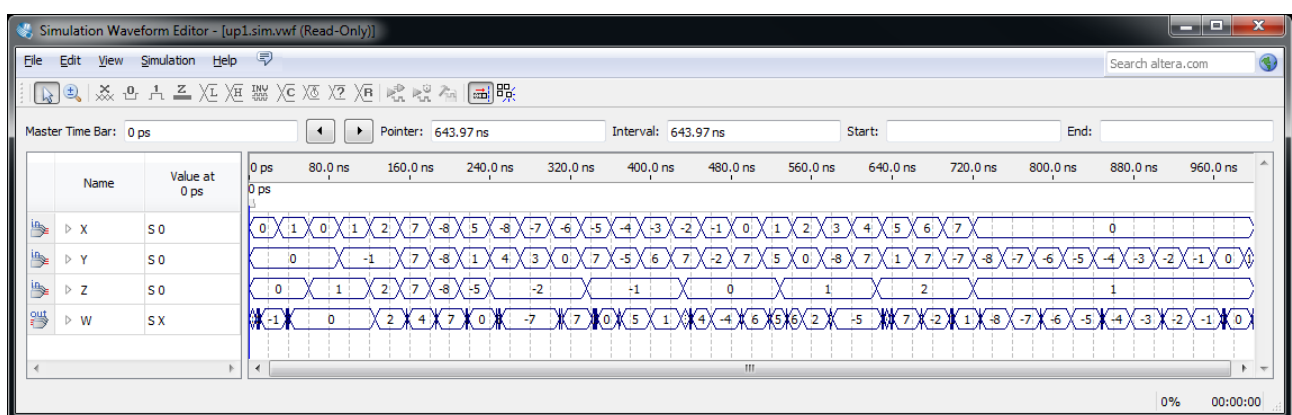 Simulation Waveform Editor - [up1.sim.vwf (Read-Only)]
File Edit View Simulation Help Search altera.com
Master Time Bar: 0 ps Pointer: 643.97 ns Interval: 643.97 ns Start: End:
Name Value at 0 ps 0 ps 80.0 ns 160.0 ns 240.0 ns 320.0 ns 400.0 ns 480.0 ns 560.0 ns 640.0 ns 720.0 ns 800.0 ns 880.0 ns 960.0 ns
0 ps
in X S 0 0 1 0 1 2 7 -8 5 -8 -7 -6 -5 -4 -3 -2 -1 0 1 2 3 4 5 6 7 0
in Y S 0 0 -1 7 -8 1 4 3 0 7 -5 6 7 -2 7 5 0 -8 7 1 7 -7 -8 -7 -6 -5 -4 -3 -2 -1 0
in Z S 0 0 1 2 7 -8 -5 -2 -1 0 1 2 1
out W S X -1 0 2 4 7 0 -7 7 0 5 1 4 -4 6 5 6 2 -5 7 -2 1 -8 -7 -6 -5 -4 -3 -2 -1 0
0% 00:00:00